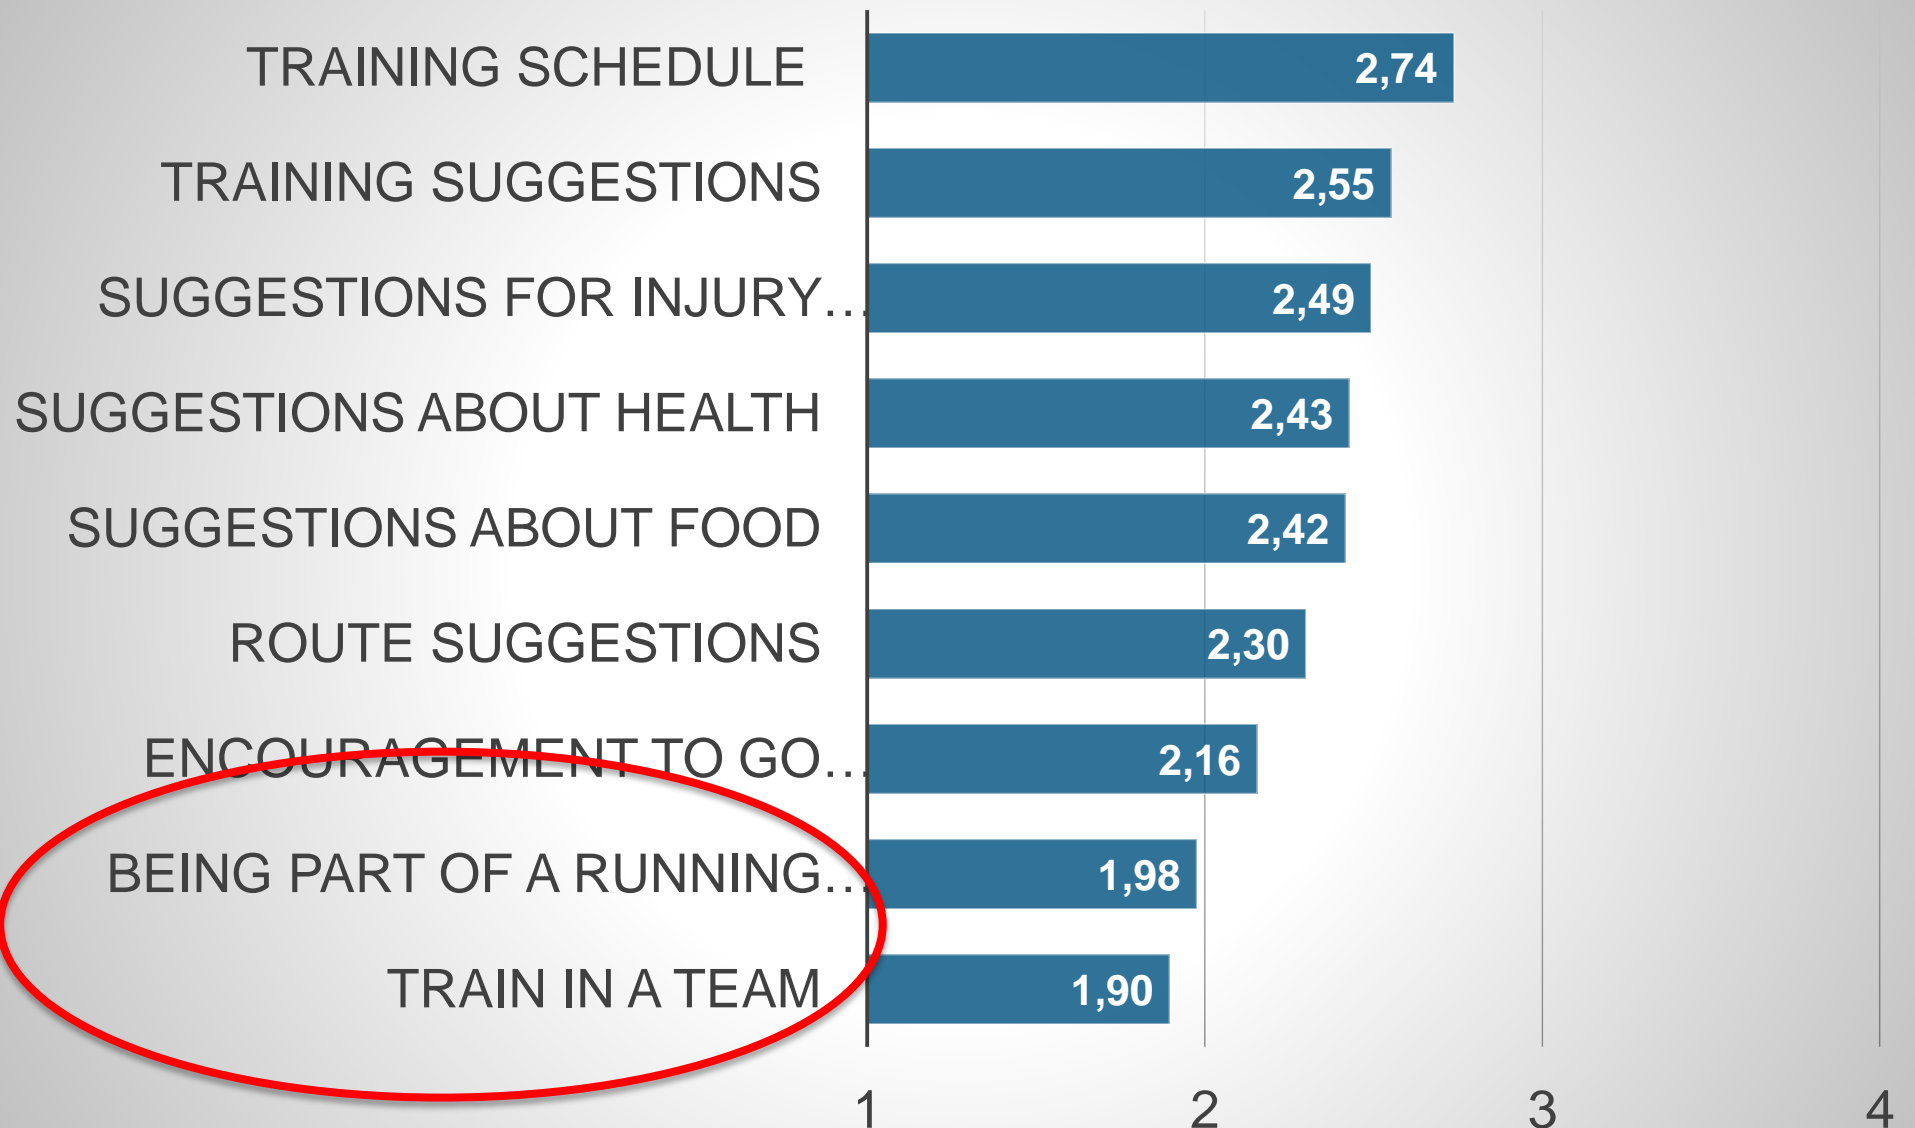 TRAINING SCHEDULE 2,74
TRAINING SUGGESTIONS 2,55
SUGGESTIONS FOR INJURY… 2,49
SUGGESTIONS ABOUT HEALTH 2,43
SUGGESTIONS ABOUT FOOD 2,42
ROUTE SUGGESTIONS 2,30
ENCOURAGEMENT TO GO… 2,16
BEING PART OF A RUNNING… 1,98
TRAIN IN A TEAM 1,90
1 2 3 4